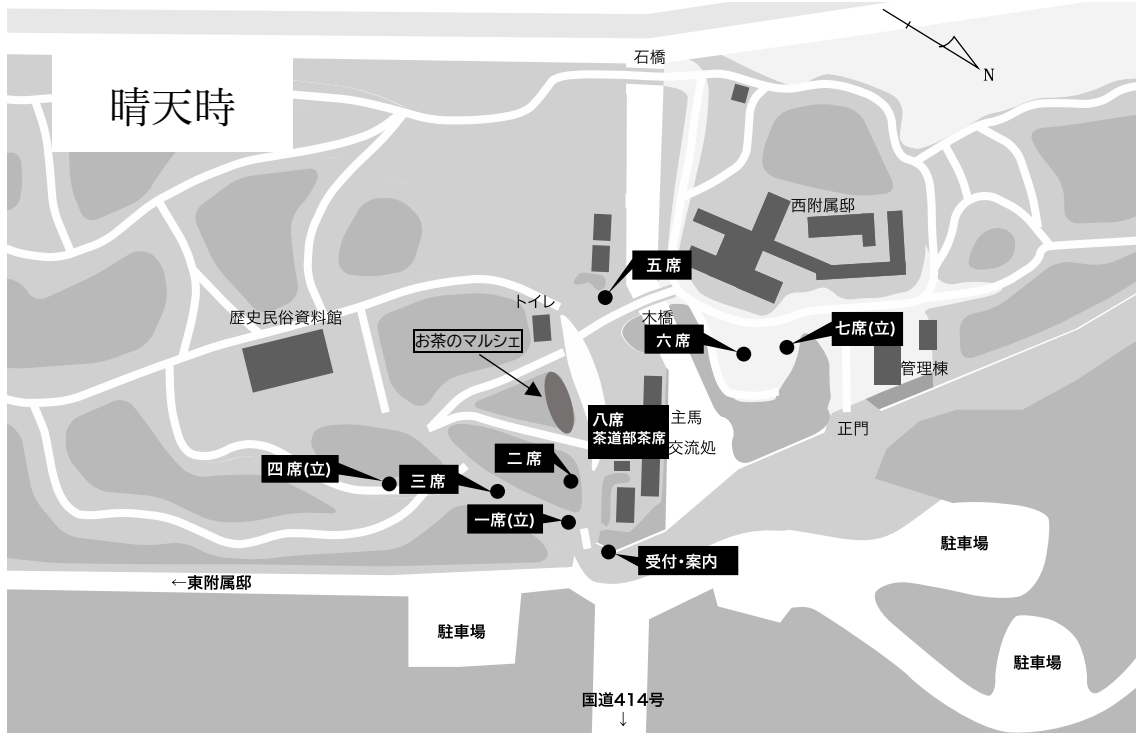 石橋
晴天時
N
西附属邸
五 席
トイレ
歴史民俗資料館
木橋
六 席
七席(立)
お茶のマルシェ
管理棟
八席
茶道部茶席
主馬
交流処
正門
二 席
四 席(立)
三 席
一席(立)
受付・案内
駐車場
←東附属邸
駐車場
駐車場
国道414号
↓